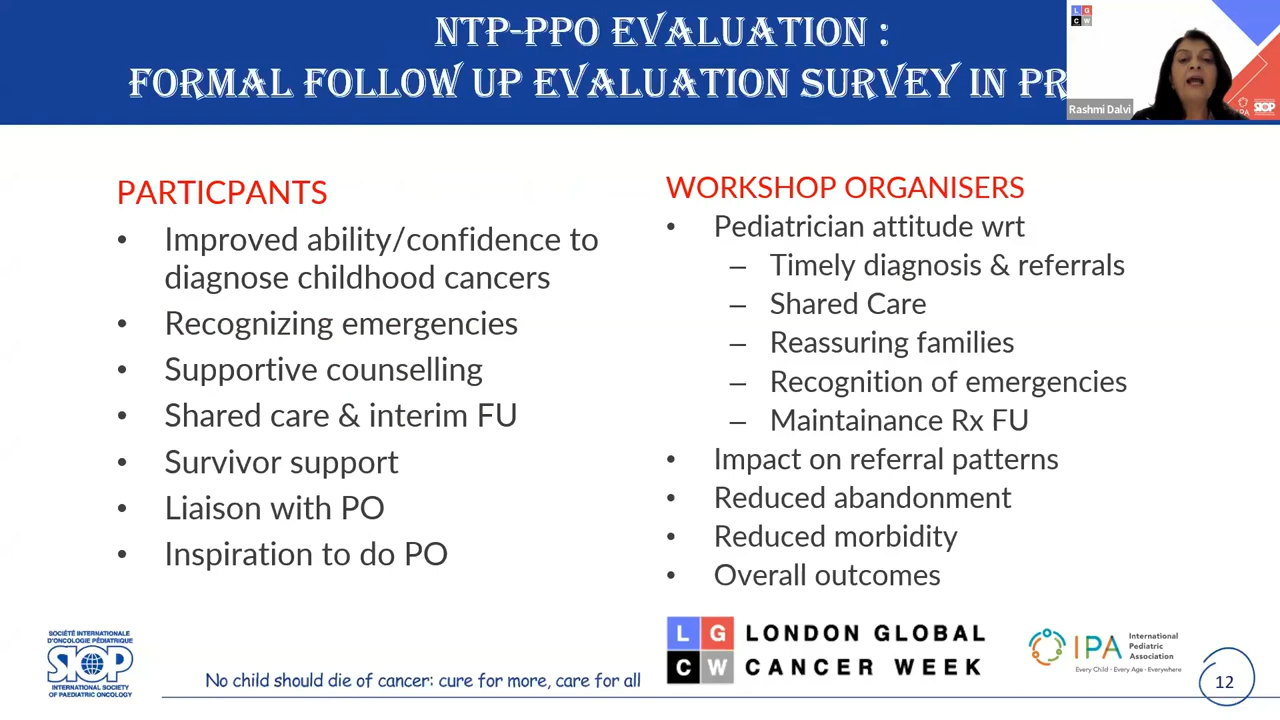 NTP-PPO EVALUATION :
FORMAL FOLLOW UP EVALUATION SURVEY IN PR
L G
C W
Rashmi Dalvi
IPA SIOP
PARTICPANTS
• Improved ability/confidence to
diagnose childhood cancers
• Recognizing emergencies
• Supportive counselling
• Shared care & interim FU
• Survivor support
• Liaison with PO
• Inspiration to do PO
WORKSHOP ORGANISERS
• Pediatrician attitude wrt
– Timely diagnosis & referrals
– Shared Care
– Reassuring families
– Recognition of emergencies
– Maintainance Rx FU
• Impact on referral patterns
• Reduced abandonment
• Reduced morbidity
• Overall outcomes
SOCIÉTÉ INTERNATIONALE
D'ONCOLOGIE PÉDIATRIQUE
SIOP
INTERNATIONAL SOCIETY
OF PAEDIATRIC ONCOLOGY
No child should die of cancer: cure for more, care for all
L G
C W
LONDON GLOBAL
CANCER WEEK
IPA
International
Pediatric
Association
Every Child - Every Age - Everywhere
12